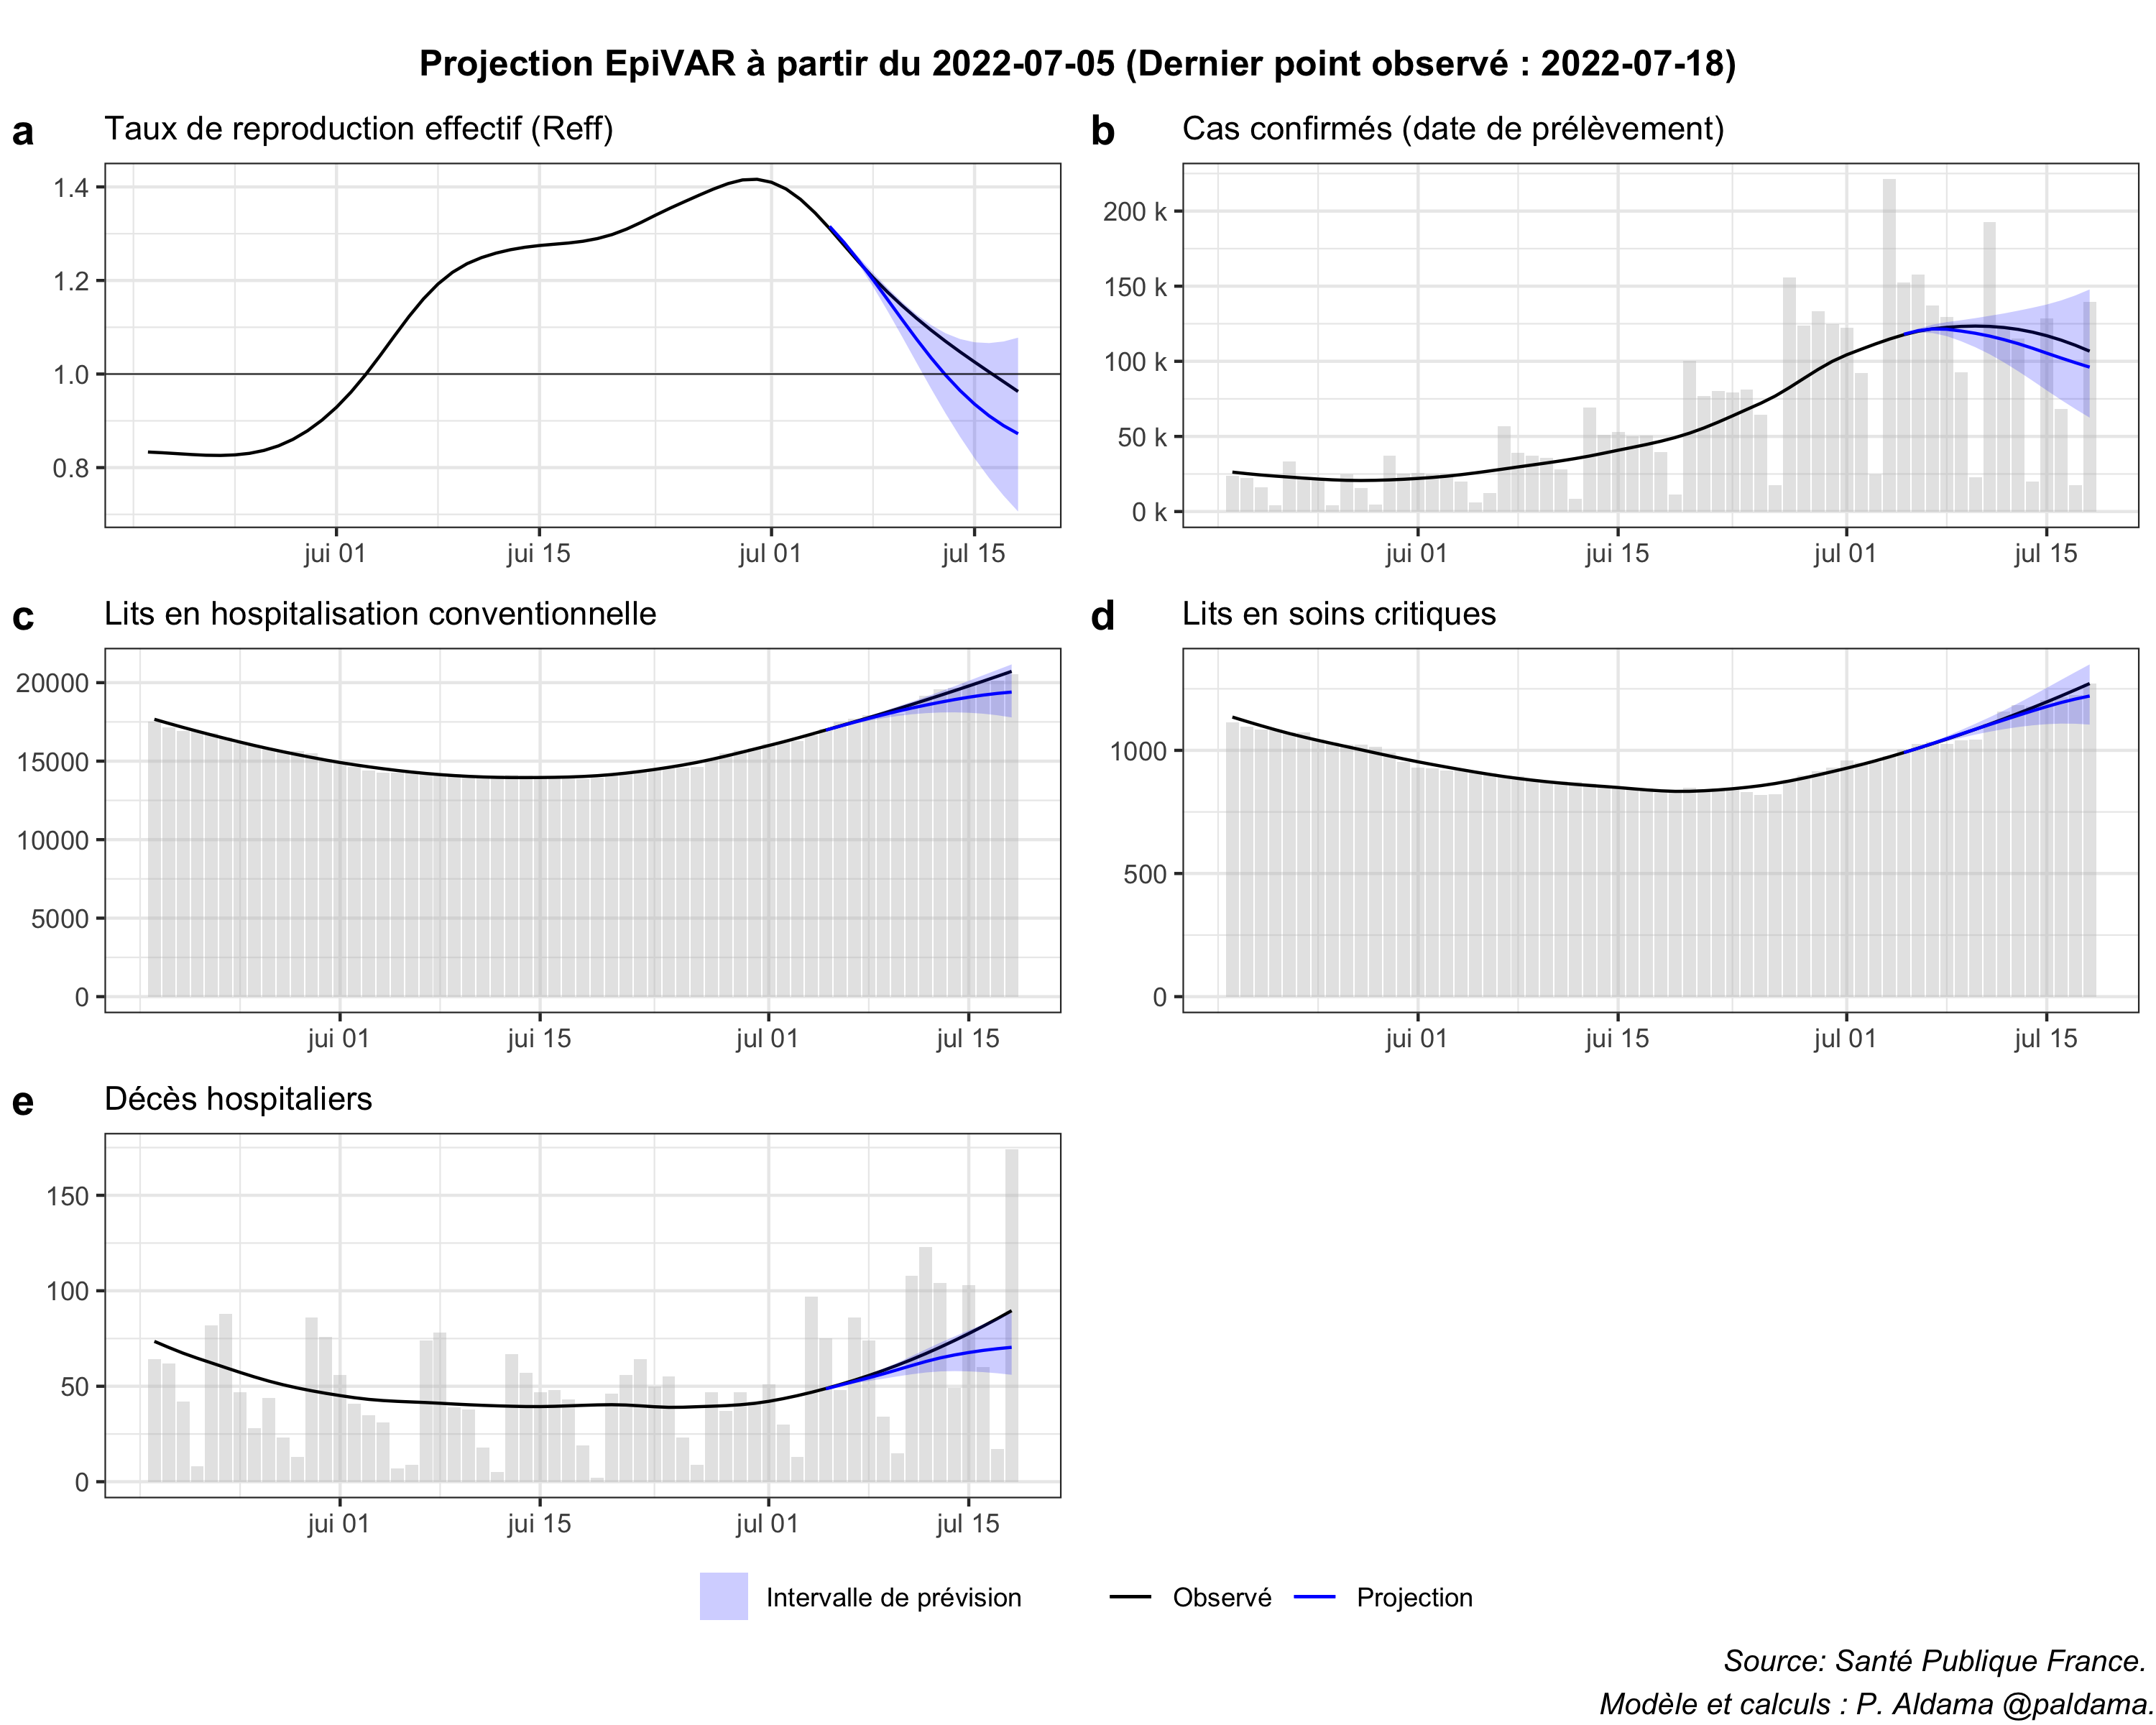 Projection EpiVAR à partir du 2022-07-05 (Dernier point observé : 2022-07-18)
a
Taux de reproduction effectif (Reff)
1.4
1.2
1.0
0.8
jui 01
jui 15
jul 01
jul 15
b
Cas confirmés (date de prélèvement)
200 k
150 k
100 k
50 k
0 k
jui 01
jui 15
jul 01
jul 15
c
Lits en hospitalisation conventionnelle
20000
15000
10000
5000
0
jui 01
jui 15
jul 01
jul 15
d
Lits en soins critiques
1000
500
0
jui 01
jui 15
jul 01
jul 15
e
Décès hospitaliers
150
100
50
0
jui 01
jui 15
jul 01
jul 15
Intervalle de prévision
Observé
Projection
Source: Santé Publique France.
Modèle et calculs : P. Aldama @paldama.